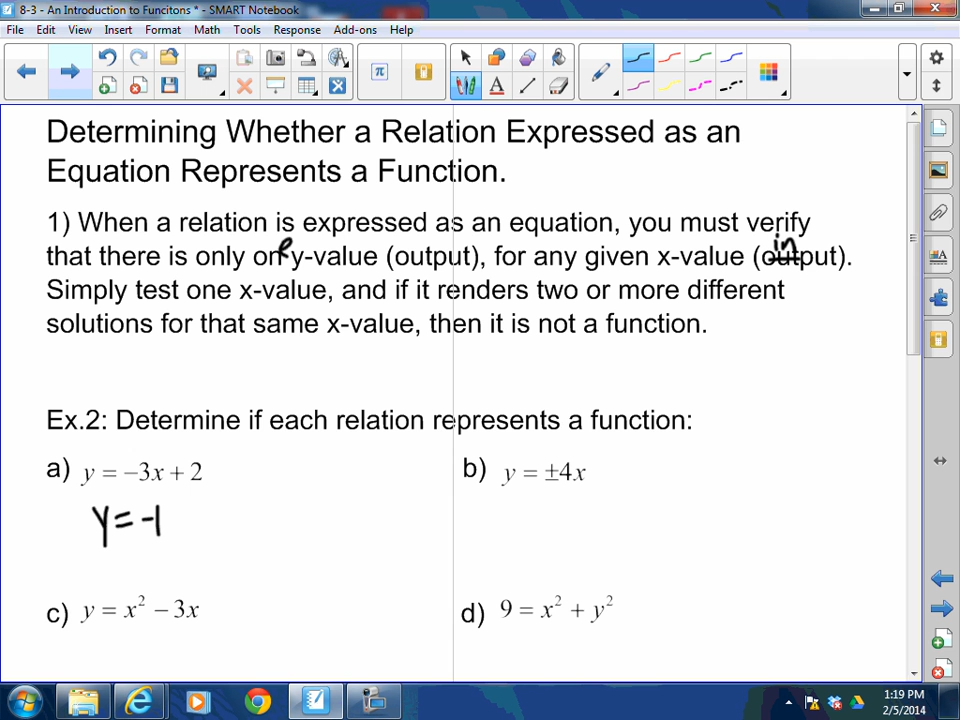 8-3 - An Introduction to Funcitons * - SMART Notebook
File Edit View Insert Format Math Tools Response Add-ons Help
Determining Whether a Relation Expressed as an
Equation Represents a Function.
1) When a relation is expressed as an equation, you must verify
that there is only one y-value (output), for any given x-value (output).
in
Simply test one x-value, and if it renders two or more different
solutions for that same x-value, then it is not a function.
Ex.2: Determine if each relation represents a function:
a) y = −3x + 2
b) y = ±4x
y = -1
c) y = x² − 3x
d) 9 = x² + y²
1:19 PM
2/5/2014